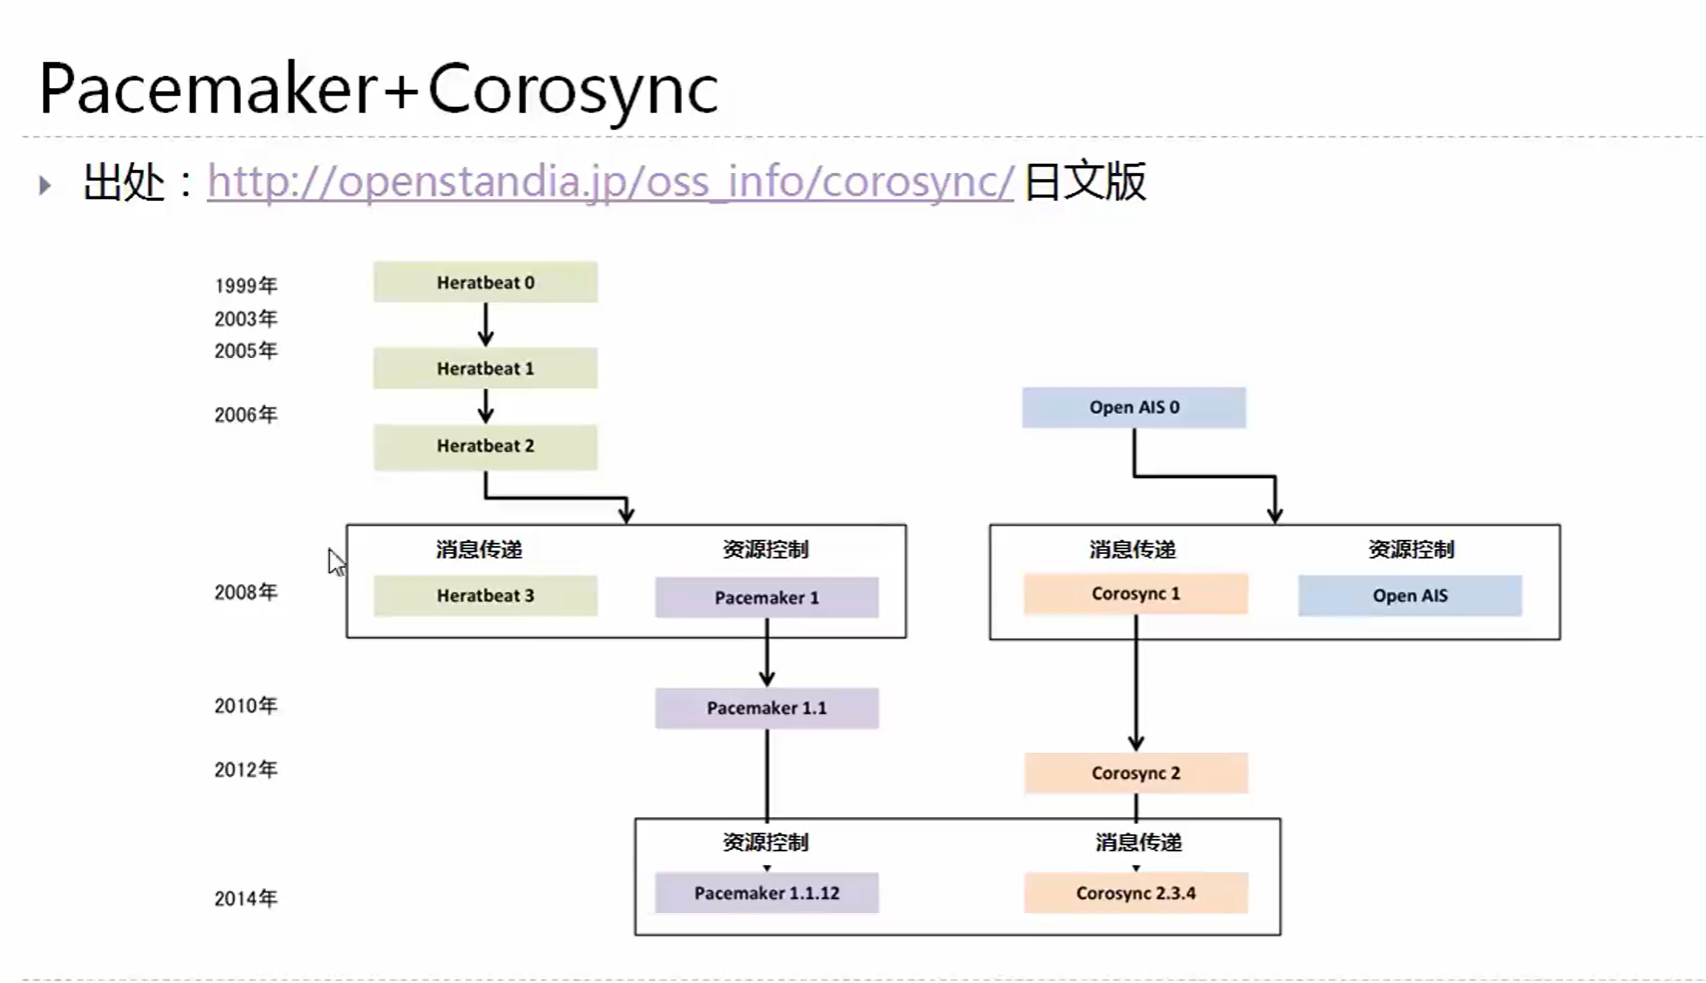 Pacemaker+Corosync
出处：http://openstandia.jp/oss_info/corosync/ 日文版
1999年
Heratbeat 0
2003年
2005年
Heratbeat 1
2006年
Open AIS 0
Heratbeat 2
消息传递 资源控制 消息传递 资源控制
2008年 Heratbeat 3 Pacemaker 1 Corosync 1 Open AIS
2010年 Pacemaker 1.1
2012年 Corosync 2
资源控制 消息传递
2014年 Pacemaker 1.1.12 Corosync 2.3.4